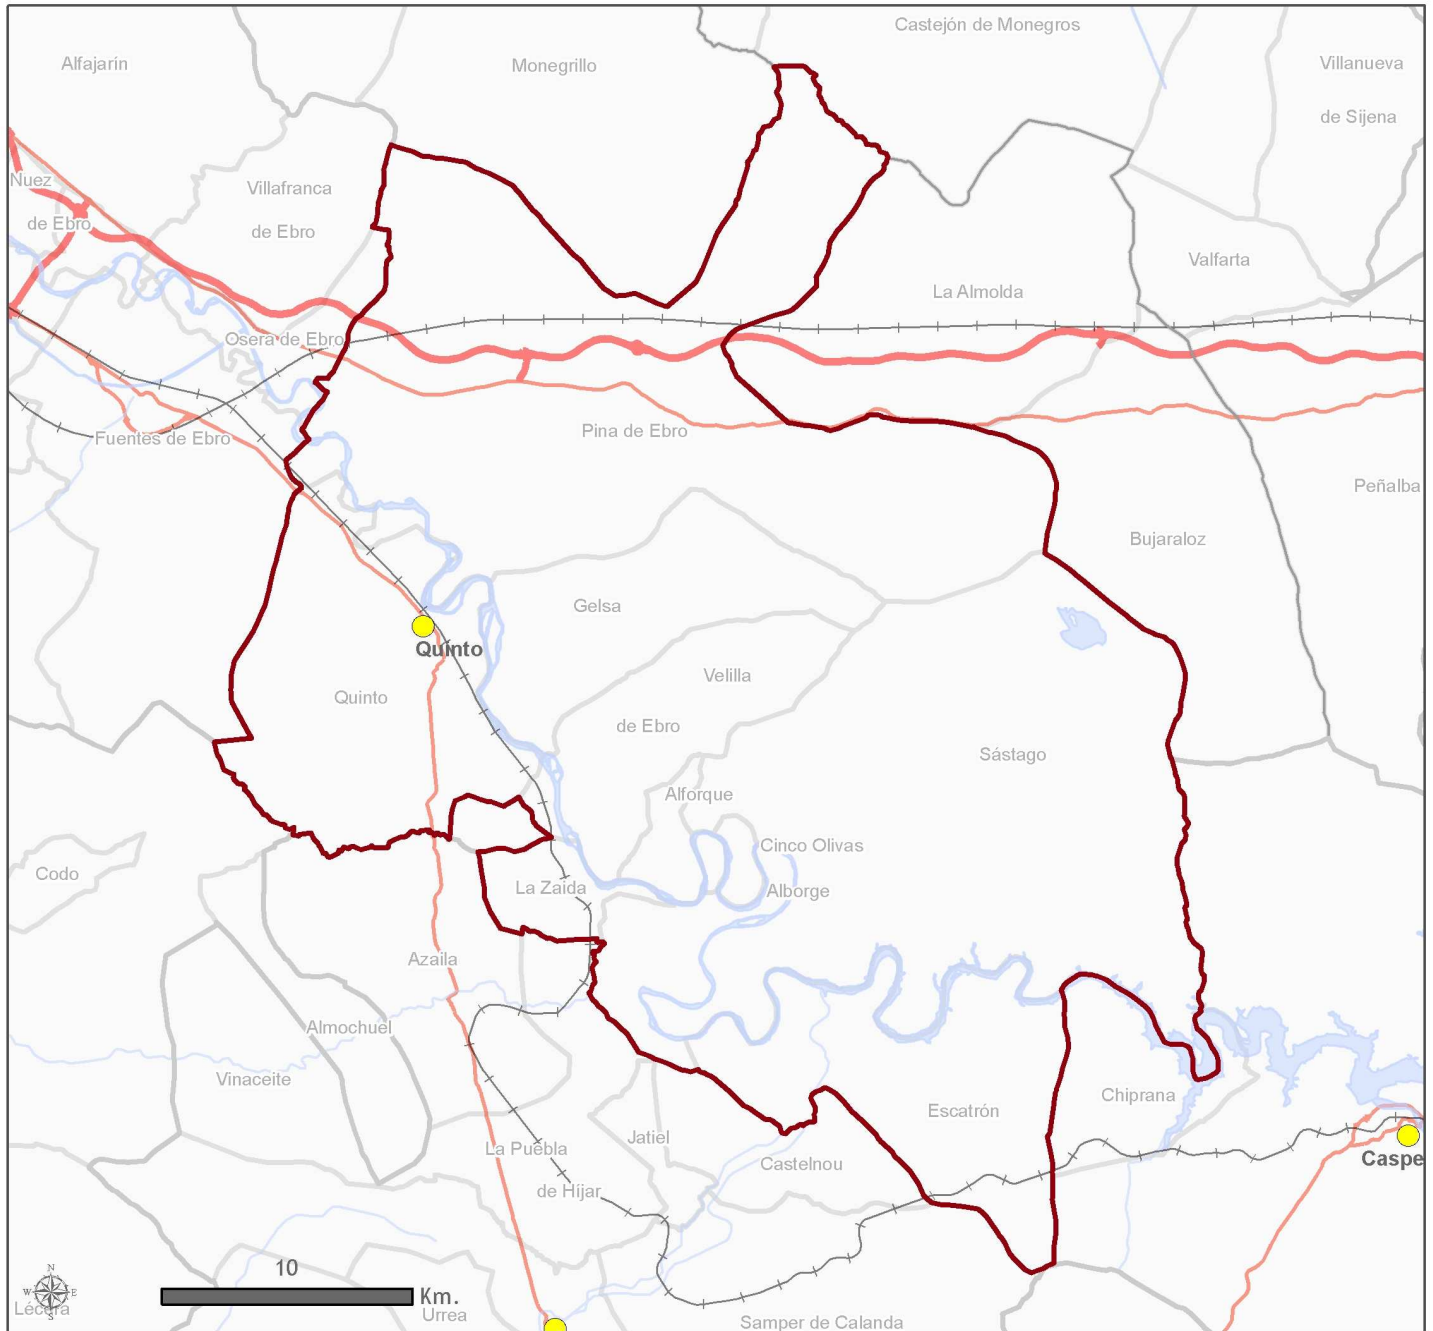 Castejón de Monegros
Alfajarín
Monegrillo
Villanueva
de Sijena
Nuez
de Ebro
Villafranca
de Ebro
Valfarta
La Almolda
Osera de Ebro
Fuentes de Ebro
Pina de Ebro
Peñalba
Bujaraloz
Gelsa
Quinto
Velilla
de Ebro
Quinto
Sástago
Alforque
Cinco Olivas
Codo
La Zaida
Alborge
Azaila
Almochuel
Vinaceite
Chiprana
Escatrón
Jatiel
La Puebla
de Híjar
Castelnou
Caspe
10
Km.
N
W
E
S
Lécera
Urrea
Samper de Calanda